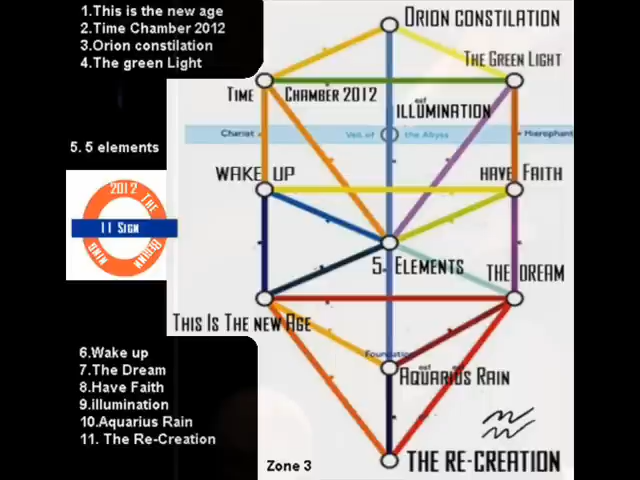 1.This is the new age
2.Time Chamber 2012
3.Orion constilation
4.The green Light
ORION CONSTILATION
THE GREEN LIGHT
TIME CHAMBER 2012
ILLUMINATION
Chariot
Veil of the Abyss
Hierophant
5. 5 elements
WAKE UP
HAVE FAITH
2012 THE
11 SIGN
5. ELEMENTS
THE DREAM
THIS IS THE NEW AGE
Foundation
AQUARIUS RAIN
6.Wake up
7.The Dream
8.Have Faith
9.illumination
10.Aquarius Rain
11. The Re-Creation
Zone 3
THE RE-CREATION